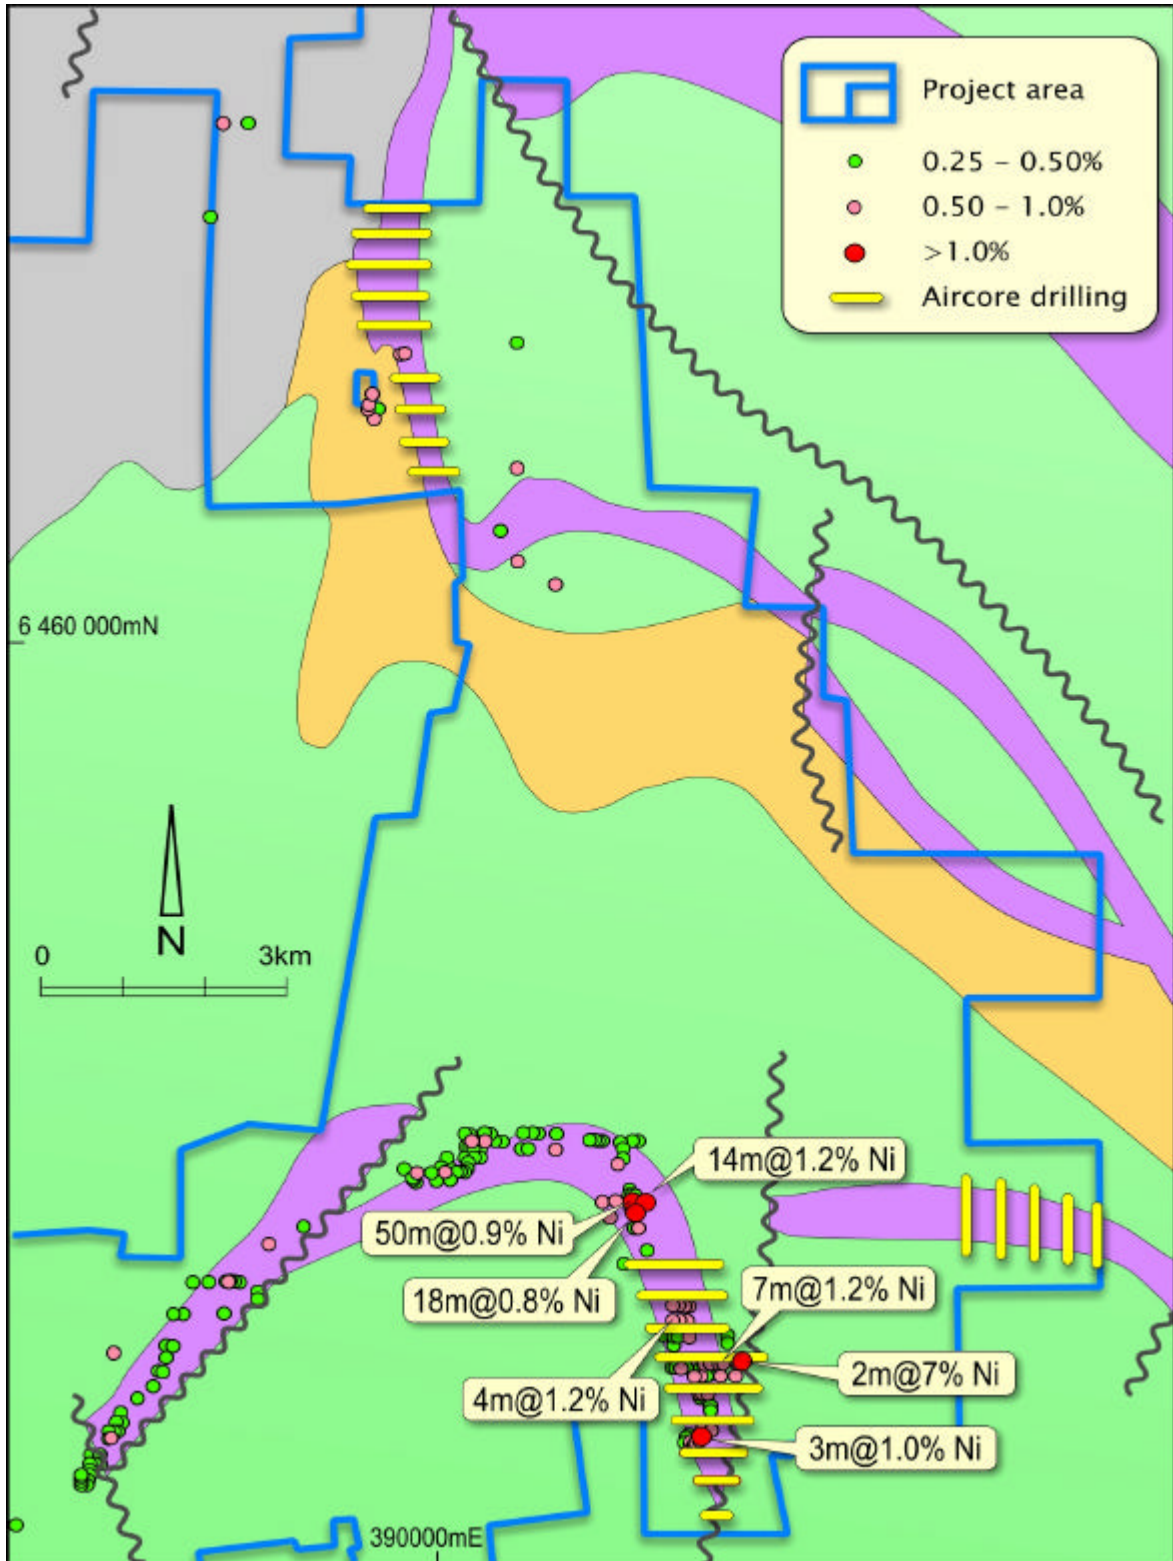 Project area
0.25 – 0.50%
0.50 – 1.0%
>1.0%
Aircore drilling
6 460 000mN
N
0 3km
14m@1.2% Ni
50m@0.9% Ni
18m@0.8% Ni
7m@1.2% Ni
2m@7% Ni
4m@1.2% Ni
3m@1.0% Ni
390000mE